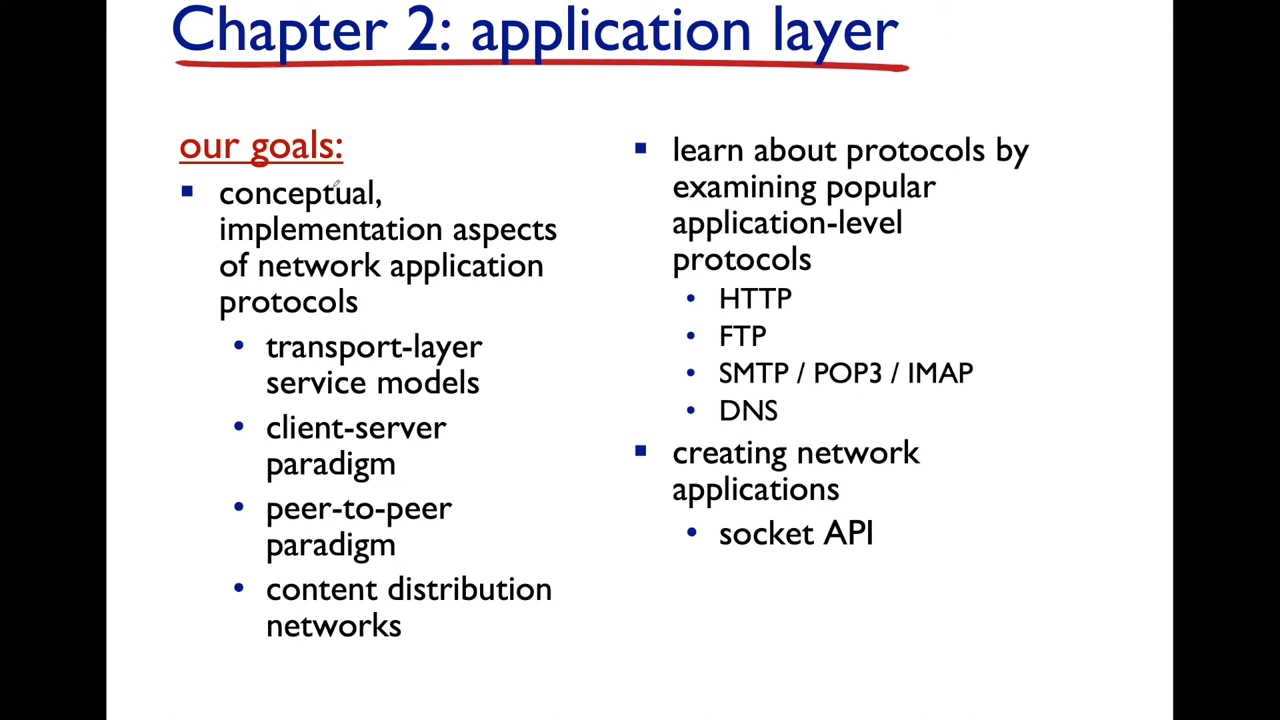 Chapter 2: application layer
our goals:
conceptual,
implementation aspects
of network application
protocols
transport-layer
service models
client-server
paradigm
peer-to-peer
paradigm
content distribution
networks
learn about protocols by
examining popular
application-level
protocols
HTTP
FTP
SMTP / POP3 / IMAP
DNS
creating network
applications
socket API